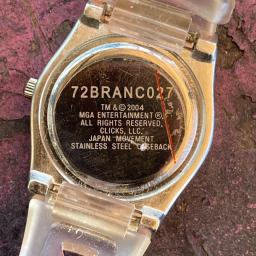 72BRANC027
TM & © 2004
MGA ENTERTAINMENT ®
ALL RIGHTS RESERVED,
CLICKS, LLC.
JAPAN MOVEMENT
STAINLESS STEEL CASEBACK